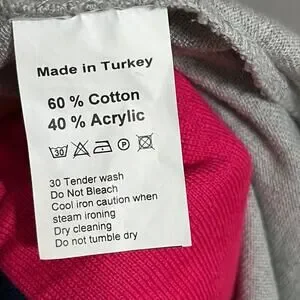 Made in Turkey
60 % Cotton
40 % Acrylic
30 P
30 Tender wash
Do Not Bleach
Cool iron caution when
steam ironing
Dry cleaning
Do not tumble dry